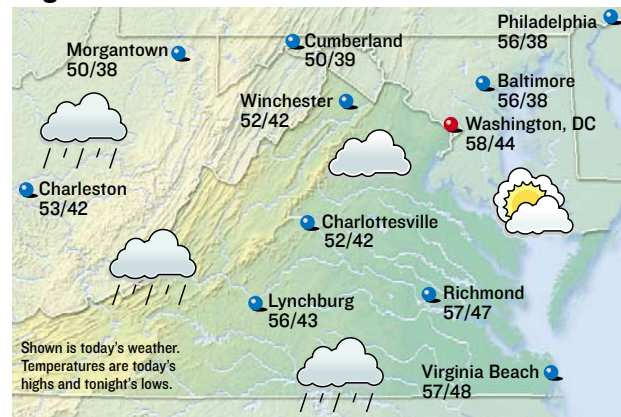 Philadelphia
56/38
Morgantown
50/38
Cumberland
50/39
Baltimore
56/38
Winchester
52/42
Washington, DC
58/44
Charleston
53/42
Charlottesville
52/42
Lynchburg
56/43
Richmond
57/47
Shown is today's weather.
Temperatures are today's
highs and tonight's lows.
Virginia Beach
57/48